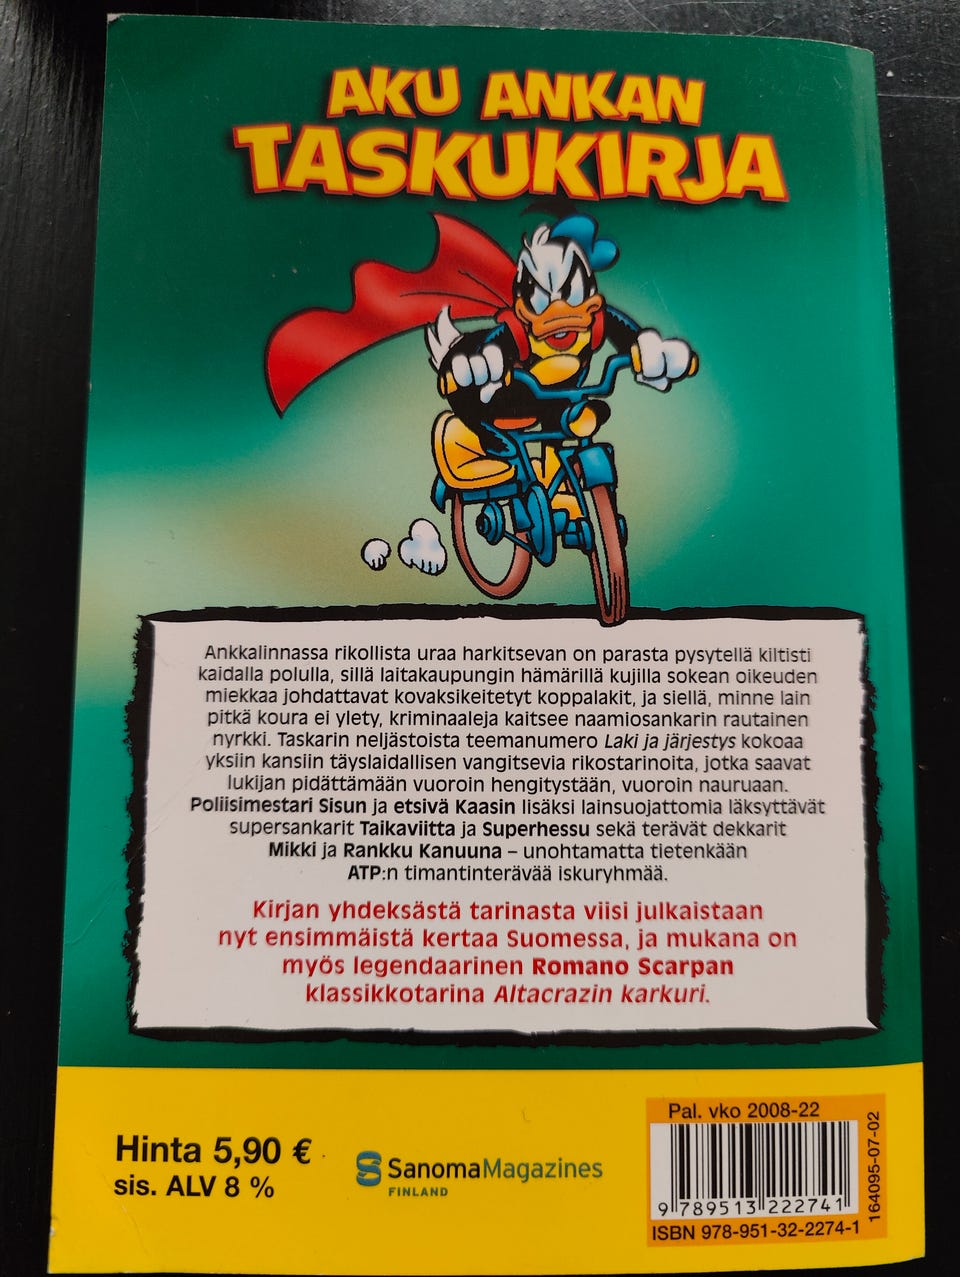 AKU ANKAN
TASKUKIRJA
Ankkalinnassa rikollista uraa harkitsevan on parasta pysytellä kiltisti
kaidalla polulla, sillä laitakaupungin hämärillä kujilla sokean oikeuden
miekkaa johdattavat kovaksikeitetyt koppalakit, ja siellä, minne lain
pitkä koura ei ylety, kriminaaleja kaitsee naamiosankarin rautainen
nyrkki. Taskarin neljästoista teemanumero Laki ja järjestys kokoaa
yksiin kansiin täyslaidallisen vangitsevia rikostarinoita, jotka saavat
lukijan pidättämään vuoroin hengitystään, vuoroin nauruaan.
Poliisimestari Sisun ja etsivä Kaasin lisäksi lainsuojattomia läksyttävät
supersankarit Taikaviitta ja Superhessu sekä terävät dekkarit
Mikki ja Rankku Kanuuna – unohtamatta tietenkään
ATP:n timantinterävää iskuryhmää.
Kirjan yhdeksästä tarinasta viisi julkaistaan
nyt ensimmäistä kertaa Suomessa, ja mukana on
myös legendaarinen Romano Scarpan
klassikkotarina Altacrazin karkuri.
Hinta 5,90 €
sis. ALV 8 %
SanomaMagazines
FINLAND
Pal. vko 2008-22
9 789513 222741
ISBN 978-951-32-2274-1
164095-07-02